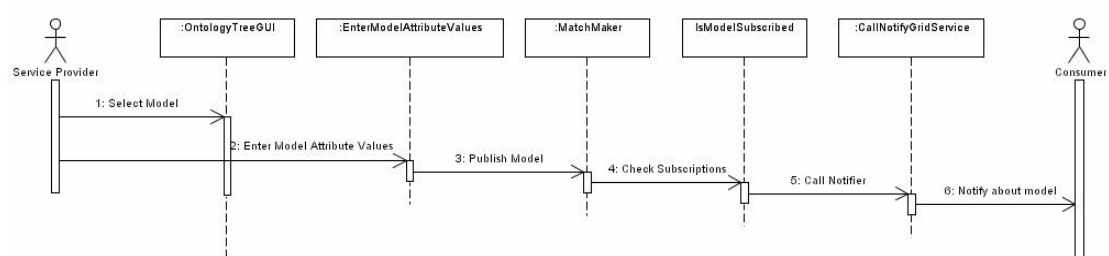 :OntologyTreeGUI
:EnterModelAttributeValues
:MatchMaker
IsModelSubscribed
:CallNotifyGridService
Service Provider
Consumer
1: Select Model
2: Enter Model Attribute Values
3: Publish Model
4: Check Subscriptions
5: Call Notifier
6: Notify about model